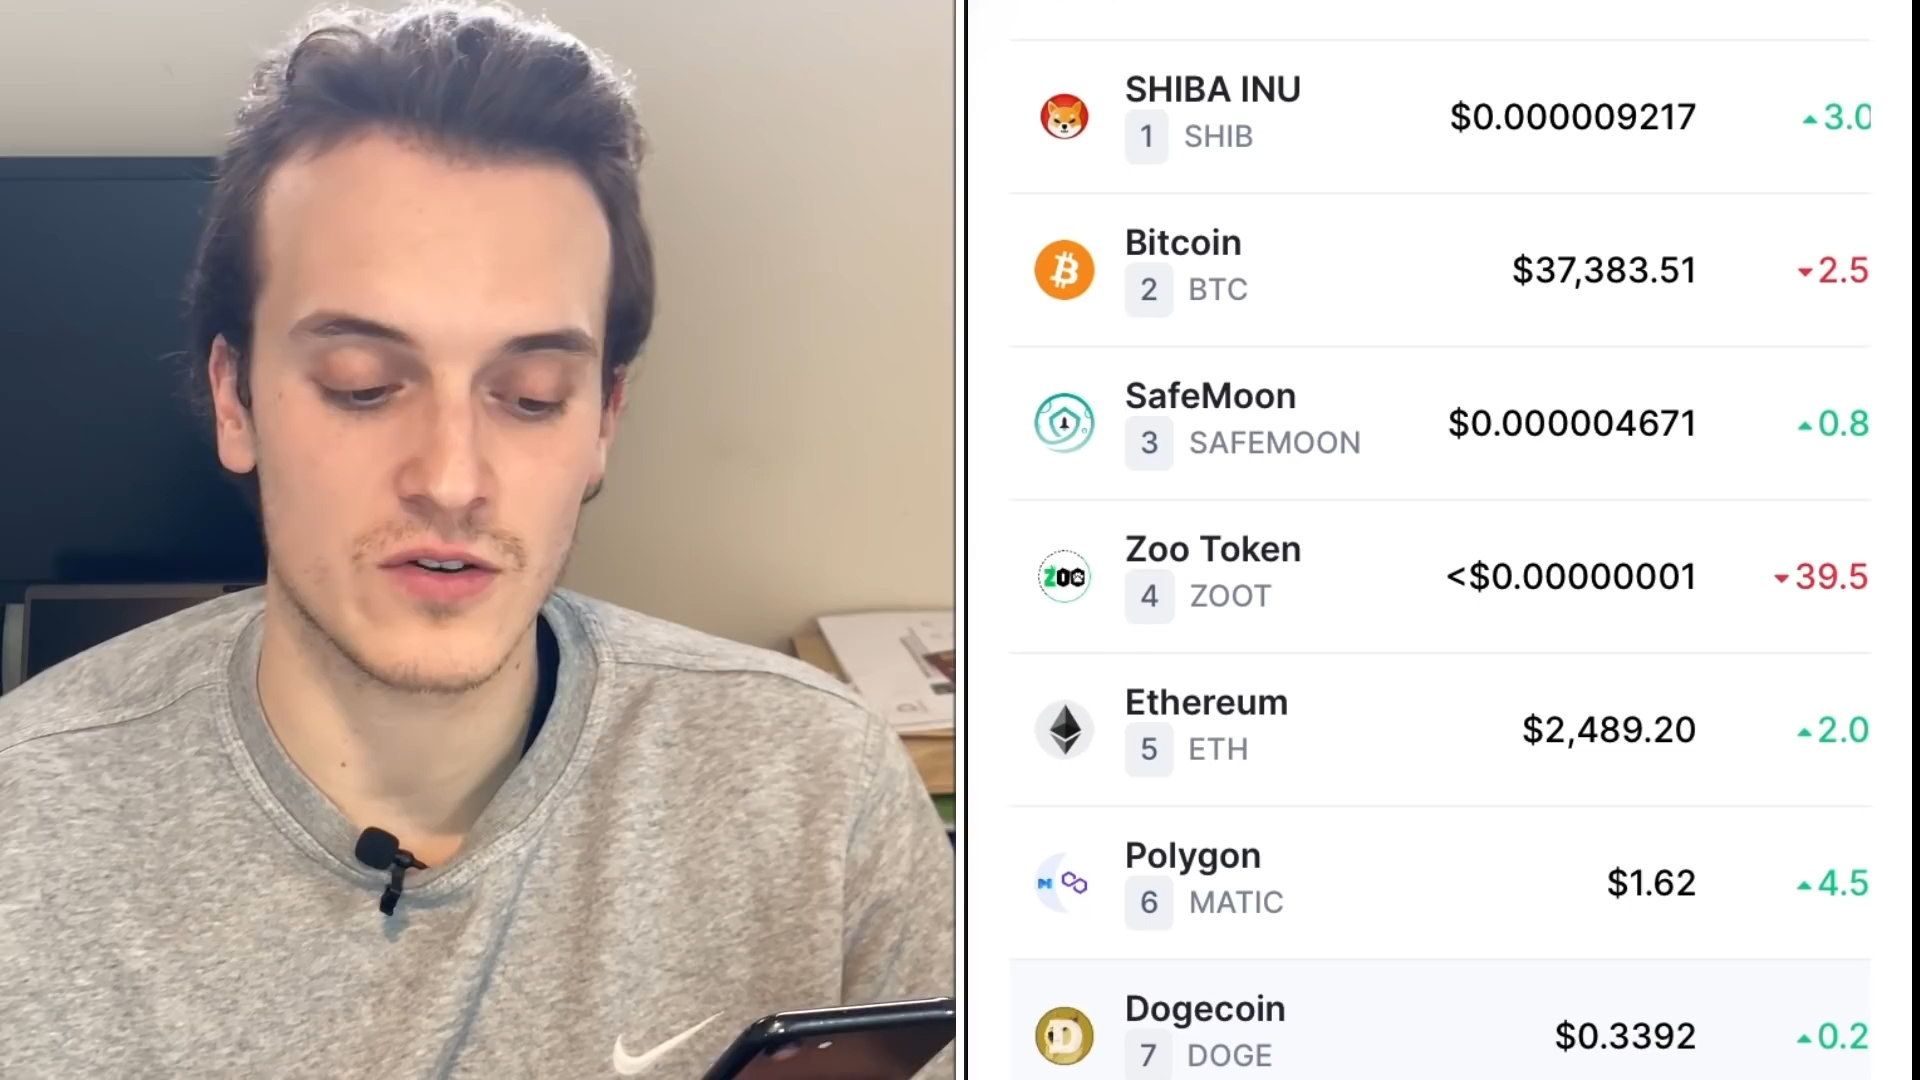 SHIBA INU
1 SHIB
$0.000009217
3.0
Bitcoin
2 BTC
$37,383.51
2.5
SafeMoon
3 SAFEMOON
$0.000004671
0.8
ZOO
Zoo Token
4 ZOOT
<$0.00000001
39.5
Ethereum
5 ETH
$2,489.20
2.0
Polygon
6 MATIC
$1.62
4.5
Dogecoin
7 DOGE
$0.3392
0.2